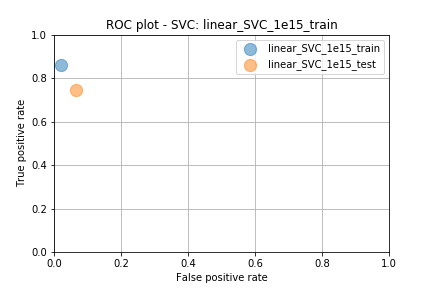 ROC plot - SVC: linear_SVC_1e15_train
linear_SVC_1e15_train
linear_SVC_1e15_test
1.0
0.8
0.6
0.4
0.2
0.0
True positive rate
0.0 0.2 0.4 0.6 0.8 1.0
False positive rate